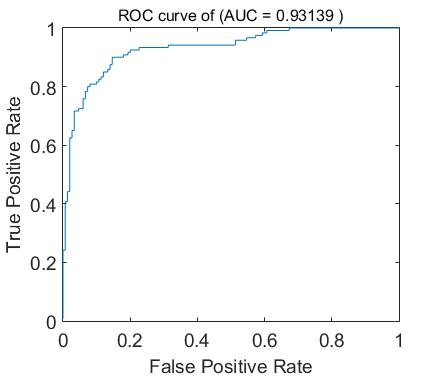 ROC curve of (AUC = 0.93139 )
1
0.8
0.6
0.4
0.2
0
True Positive Rate
0 0.2 0.4 0.6 0.8 1
False Positive Rate